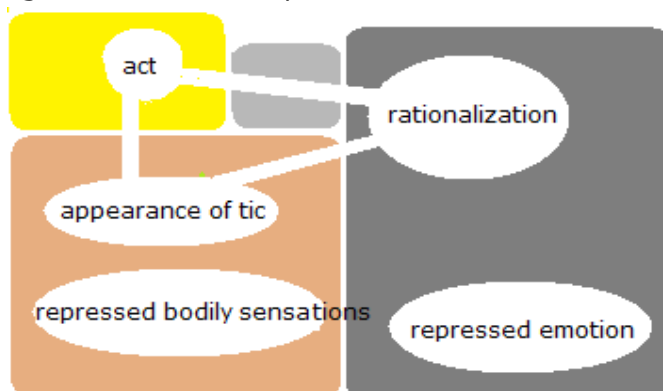 act
rationalization
appearance of tic
repressed bodily sensations
repressed emotion